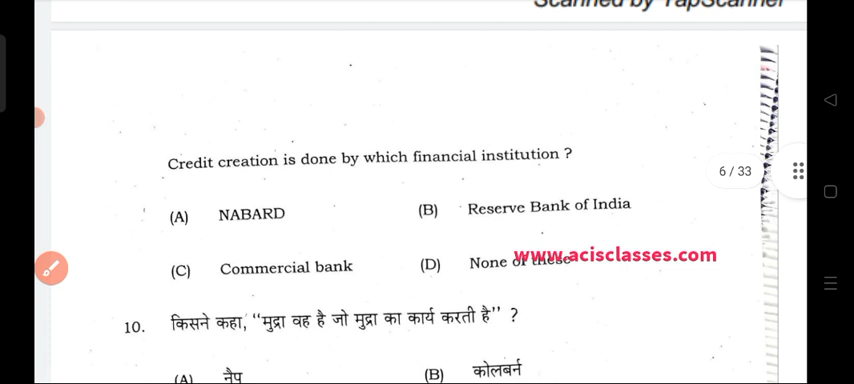 Scanned by TapScanner
Credit creation is done by which financial institution ?
6 / 33
(A) NABARD (B) Reserve Bank of India
www.acisclasses.com
(C) Commercial bank (D) None of these
10. किसने कहा, “मुद्रा वह है जो मुद्रा का कार्य करती है” ?
(A) नैप (B) कोलबर्न